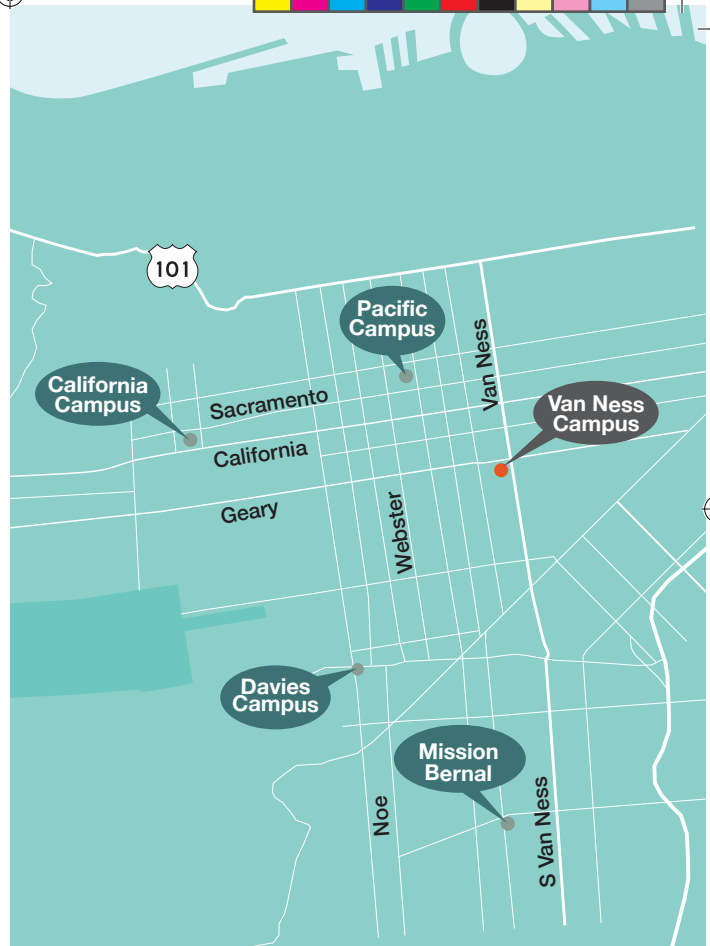 101
Pacific
Campus
Van Ness
California
Campus
Sacramento
Van Ness
Campus
California
Geary
Webster
Davies
Campus
Mission
Bernal
Noe
S Van Ness